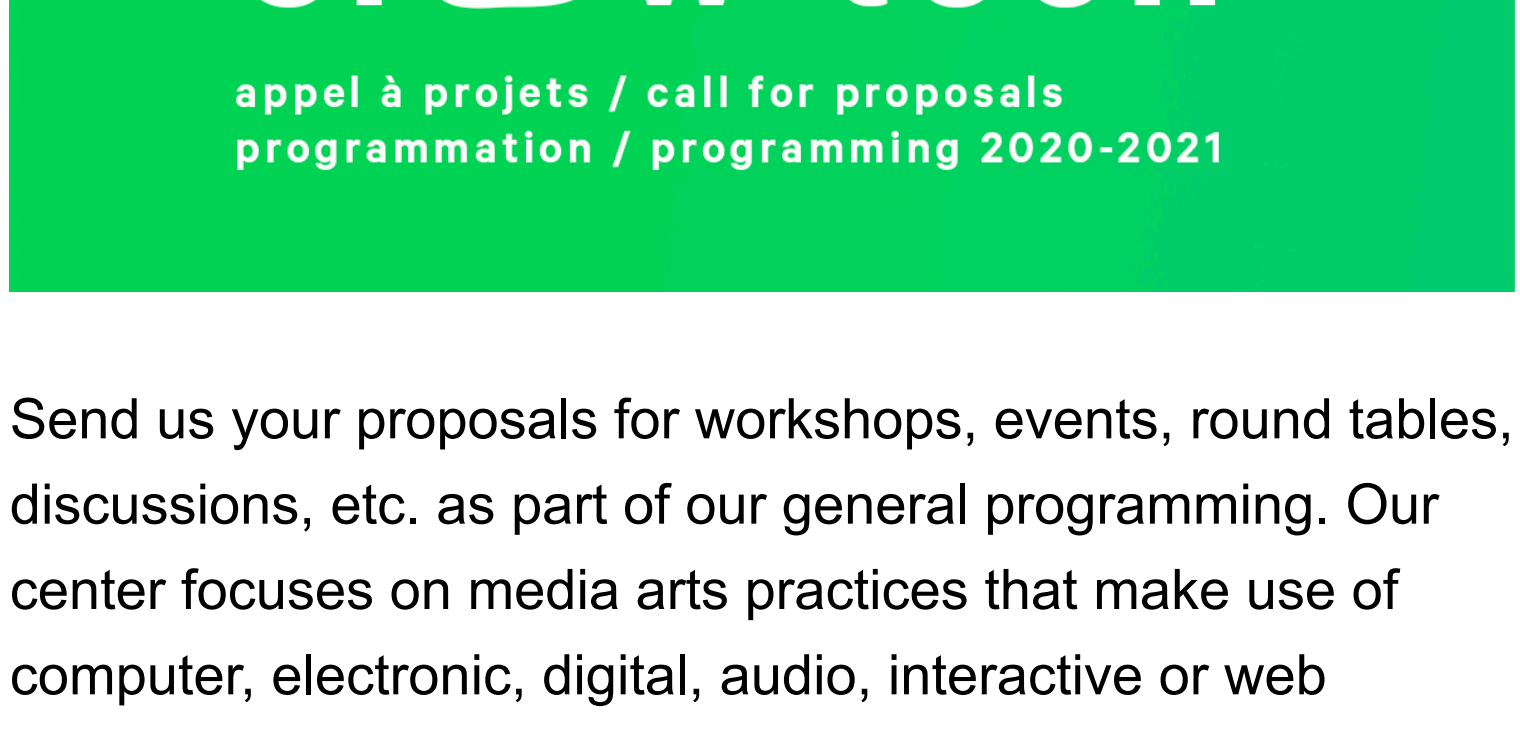 appel à projets / call for proposals
programmation / programming 2020-2021
Send us your proposals for workshops, events, round tables,
discussions, etc. as part of our general programming. Our
center focuses on media arts practices that make use of
computer, electronic, digital, audio, interactive or web